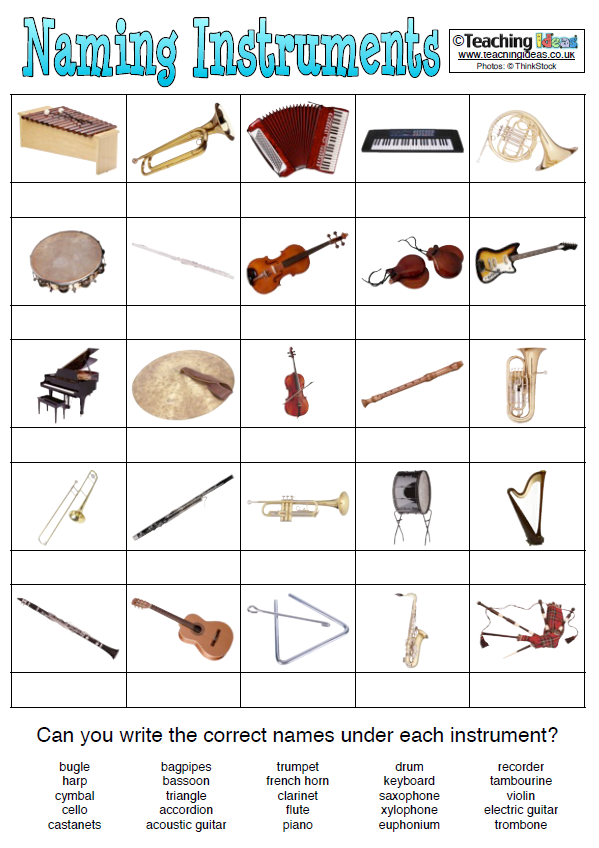 Naming Instruments
©Teaching Ideas
www.teachingideas.co.uk
Photos: © ThinkStock
Can you write the correct names under each instrument?
bugle bagpipes trumpet drum recorder
harp bassoon french horn keyboard tambourine
cymbal triangle clarinet saxophone violin
cello accordion flute xylophone electric guitar
castanets acoustic guitar piano euphonium trombone